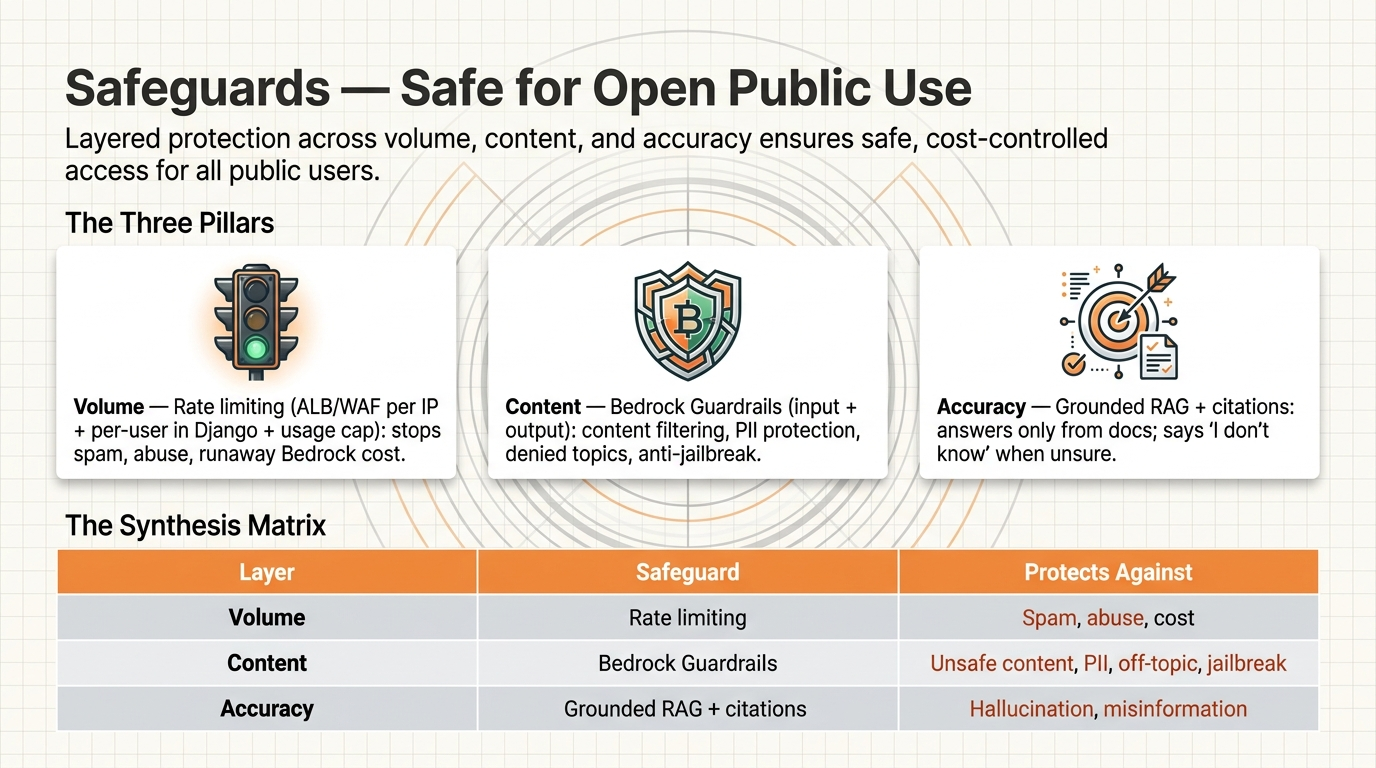 Safeguards — Safe for Open Public Use
Layered protection across volume, content, and accuracy ensures safe, cost-controlled
access for all public users.
The Three Pillars
Volume — Rate limiting (ALB/WAF per IP
+ per-user in Django + usage cap): stops
spam, abuse, runaway Bedrock cost.
B
Content — Bedrock Guardrails (input +
output): content filtering, PII protection,
denied topics, anti-jailbreak.
Accuracy — Grounded RAG + citations:
answers only from docs; says ‘I don’t
know’ when unsure.
The Synthesis Matrix
Layer Safeguard Protects Against
Volume Rate limiting Spam, abuse, cost
Content Bedrock Guardrails Unsafe content, PII, off-topic, jailbreak
Accuracy Grounded RAG + citations Hallucination, misinformation